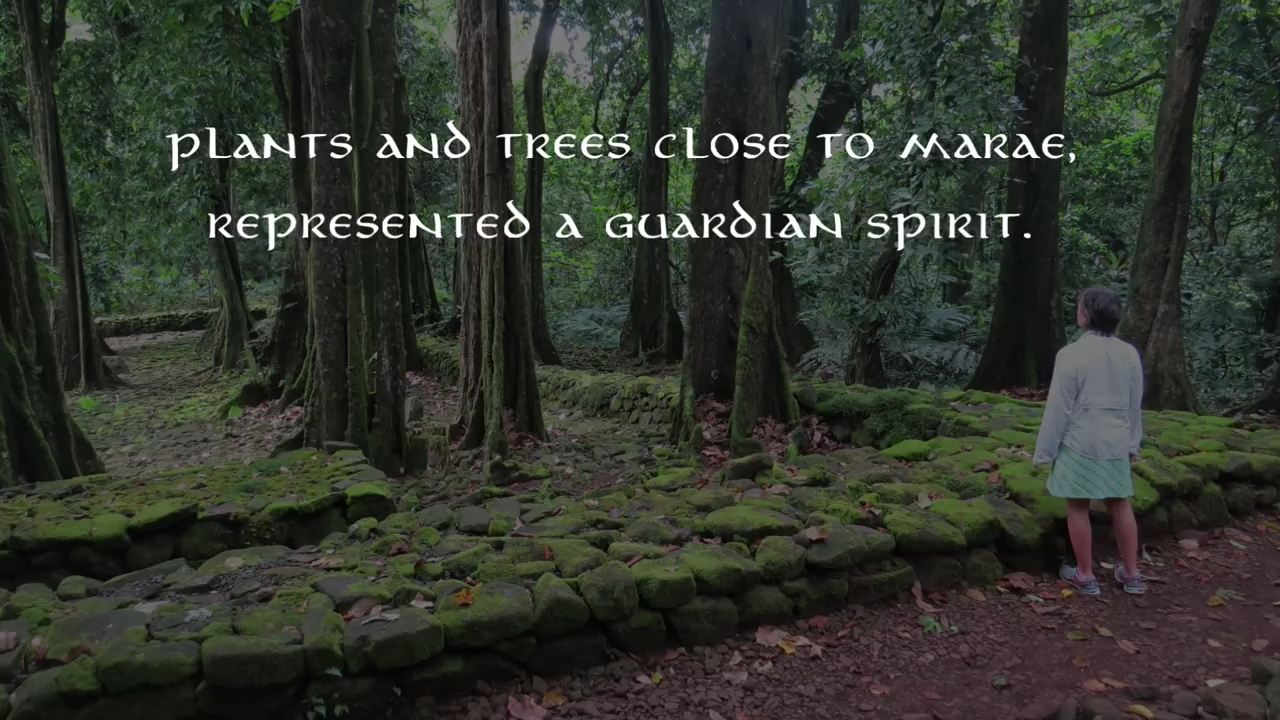 Plants and trees close to marae,
represented a guardian spirit.